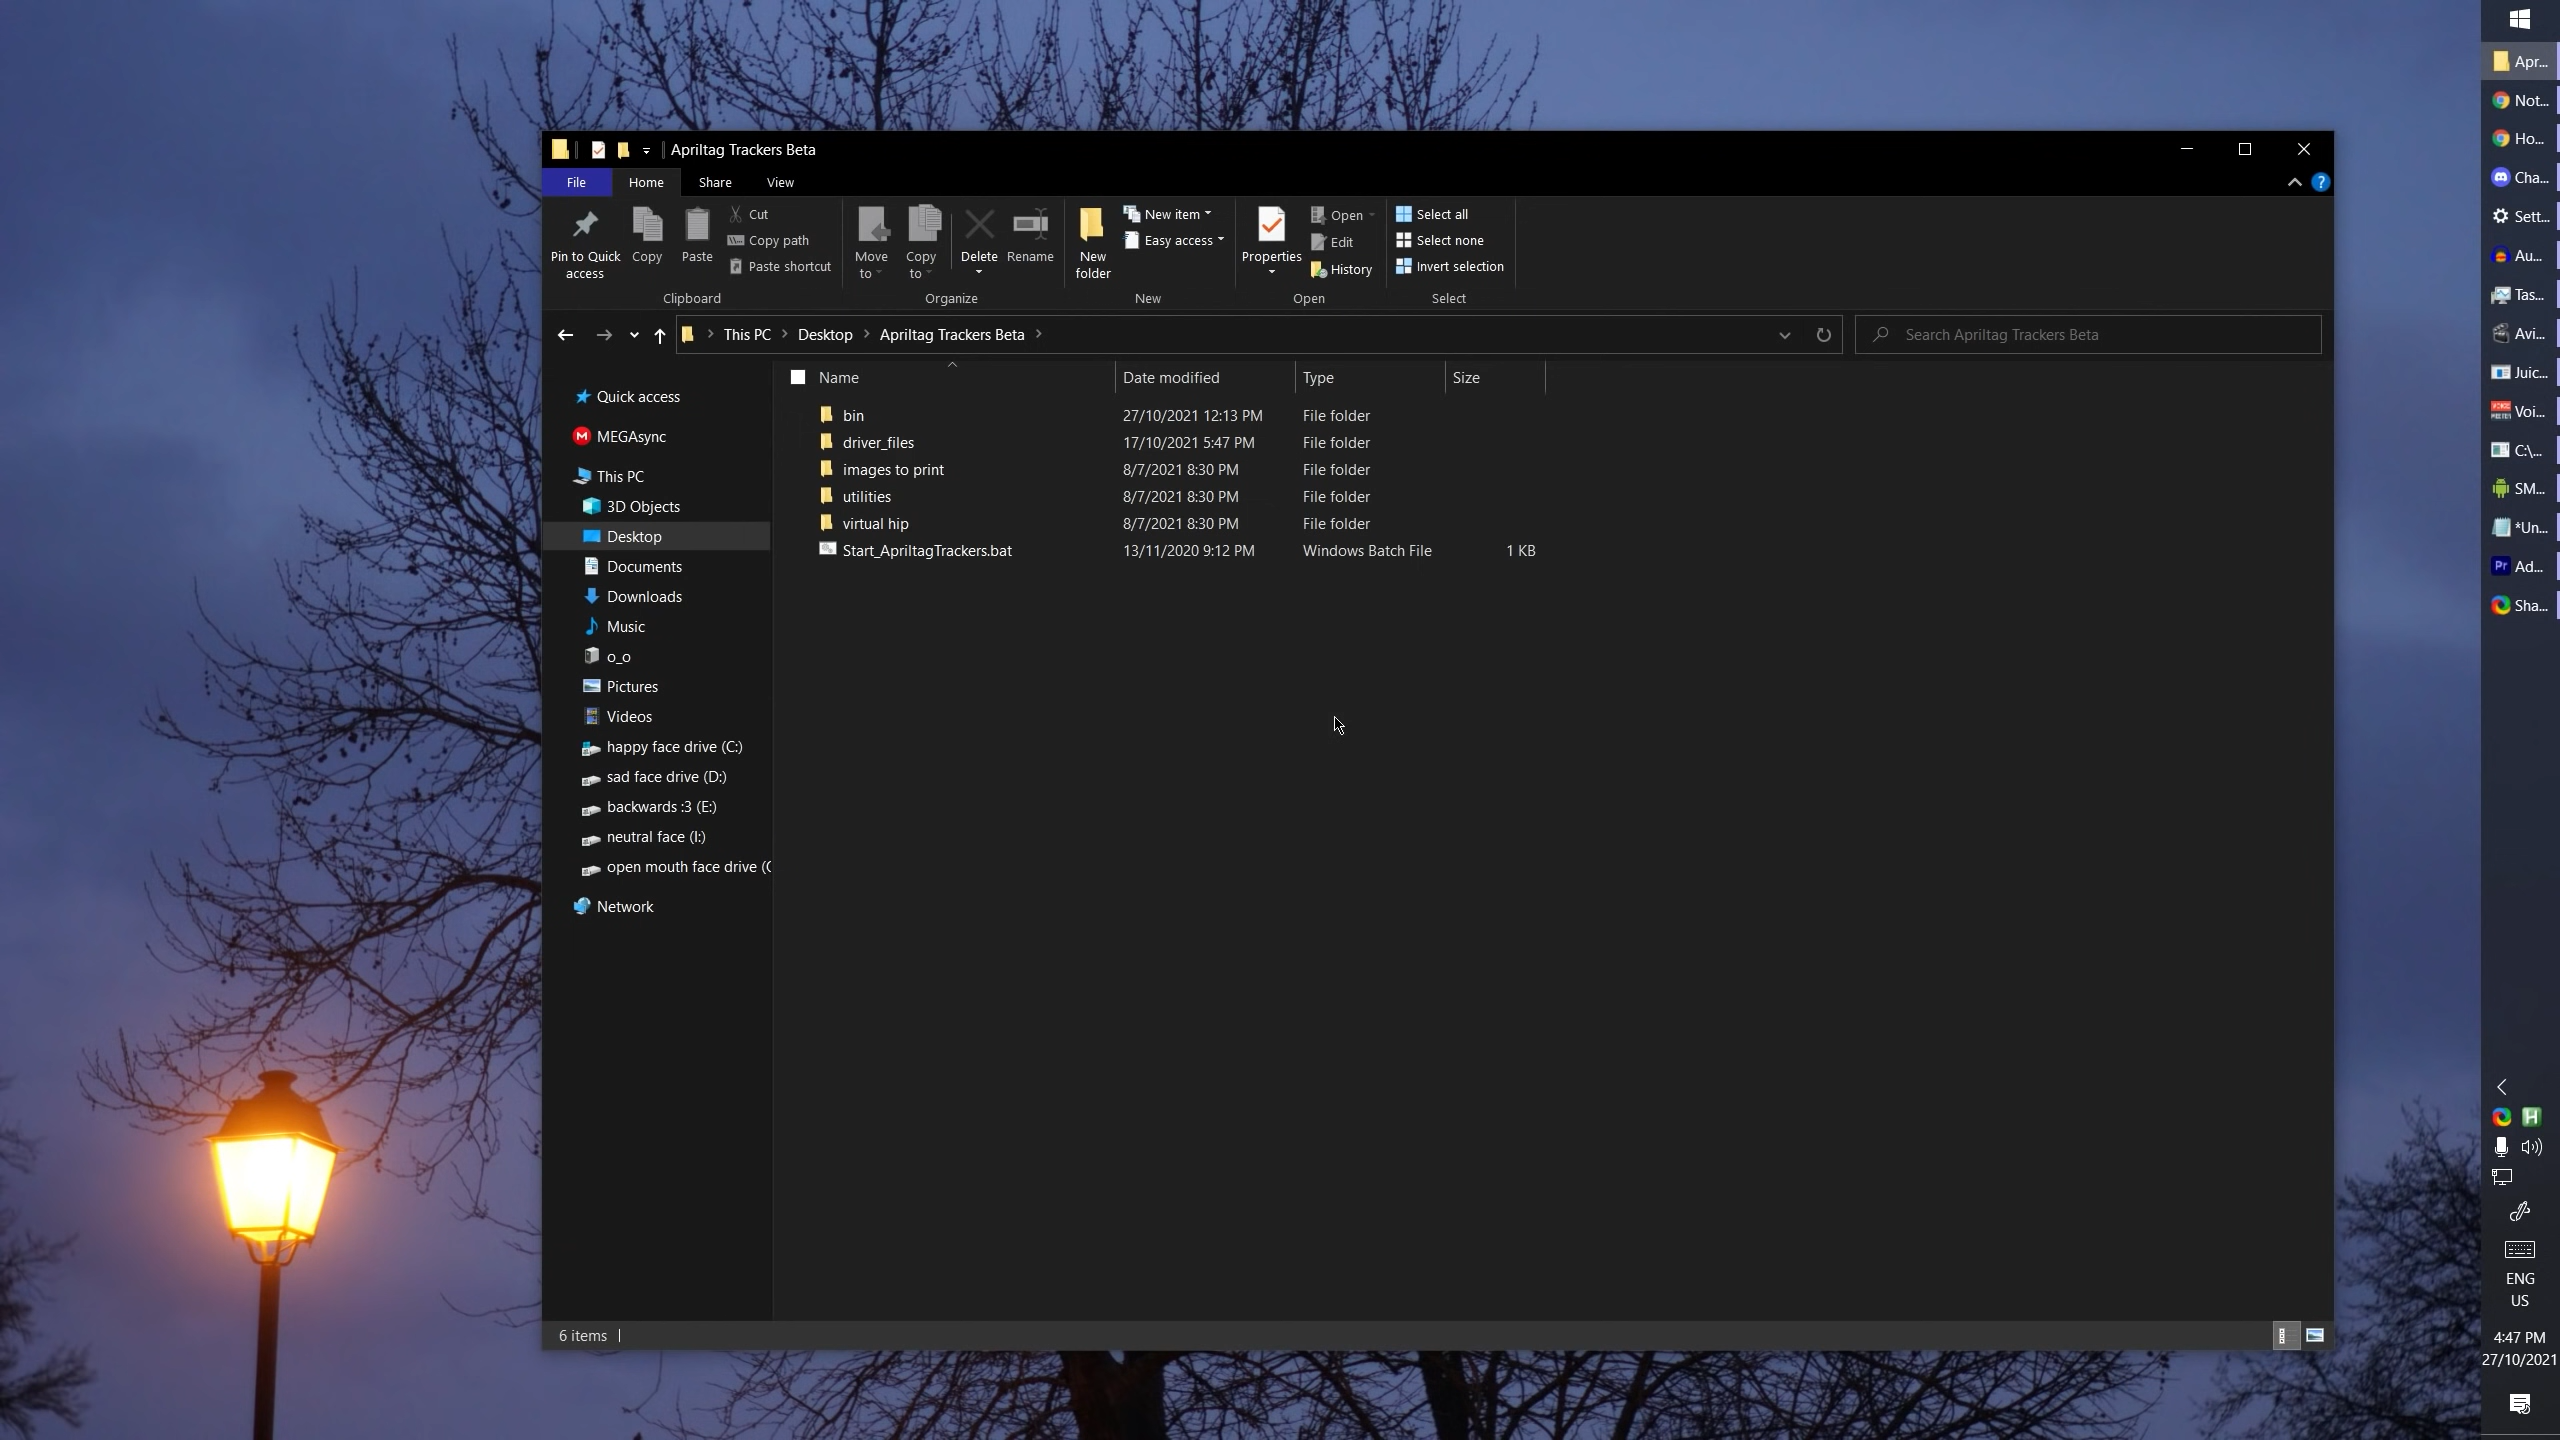 Apriltag Trackers Beta
File Home Share View
Pin to Quick access
Copy
Paste
Cut
Copy path
Paste shortcut
Clipboard
Move to
Copy to
Delete
Rename
Organize
New folder
New item
Easy access
New
Properties
Open
Edit
History
Open
Select all
Select none
Invert selection
Select
This PC Desktop Apriltag Trackers Beta
Search Apriltag Trackers Beta
Quick access
MEGAsync
This PC
3D Objects
Desktop
Documents
Downloads
Music
o_o
Pictures
Videos
happy face drive (C:)
sad face drive (D:)
backwards :3 (E:)
neutral face (I:)
open mouth face drive (
Network
Name Date modified Type Size
bin 27/10/2021 12:13 PM File folder
driver_files 17/10/2021 5:47 PM File folder
images to print 8/7/2021 8:30 PM File folder
utilities 8/7/2021 8:30 PM File folder
virtual hip 8/7/2021 8:30 PM File folder
Start_ApriltagTrackers.bat 13/11/2020 9:12 PM Windows Batch File 1 KB
6 items
Apr...
Not...
Ho...
Cha...
Sett...
Au...
Tas...
Avi...
Juic...
Voi...
C:\...
SM...
*Un...
Pr Ad...
Sha...
ENG
US
4:47 PM
27/10/2021